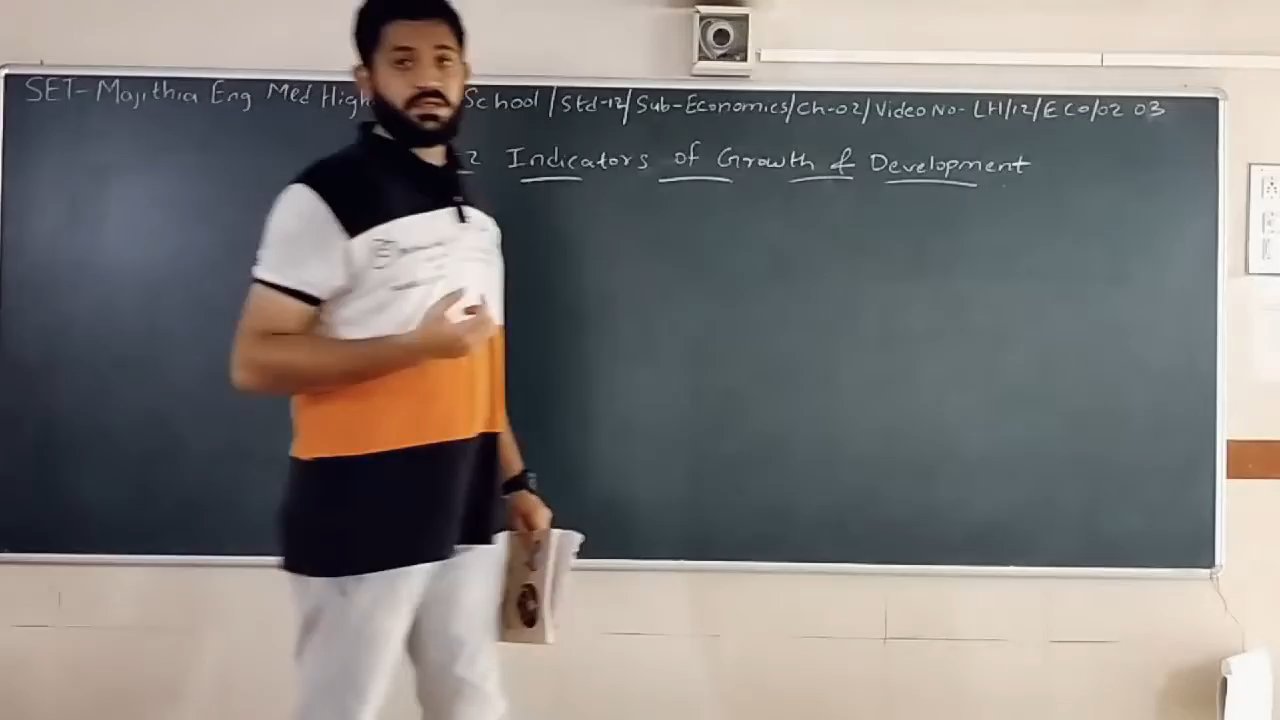 SET-Majithia Eng Med High School / Std-12/ Sub-Economics/Ch-02/ Video No- LH/12/ECO/02 03
2 Indicators of Growth & Development